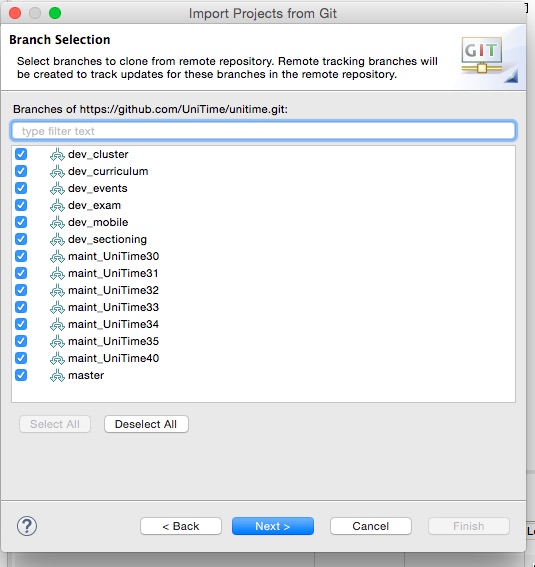 Import Projects from Git
Branch Selection
Select branches to clone from remote repository. Remote tracking branches will
be created to track updates for these branches in the remote repository.
GIT
Branches of https://github.com/UniTime/unitime.git:
type filter text
dev_cluster
dev_curriculum
dev_events
dev_exam
dev_mobile
dev_sectioning
maint_UniTime30
maint_UniTime31
maint_UniTime32
maint_UniTime33
maint_UniTime34
maint_UniTime35
maint_UniTime40
master
Select All
Deselect All
?
< Back
Next >
Cancel
Finish